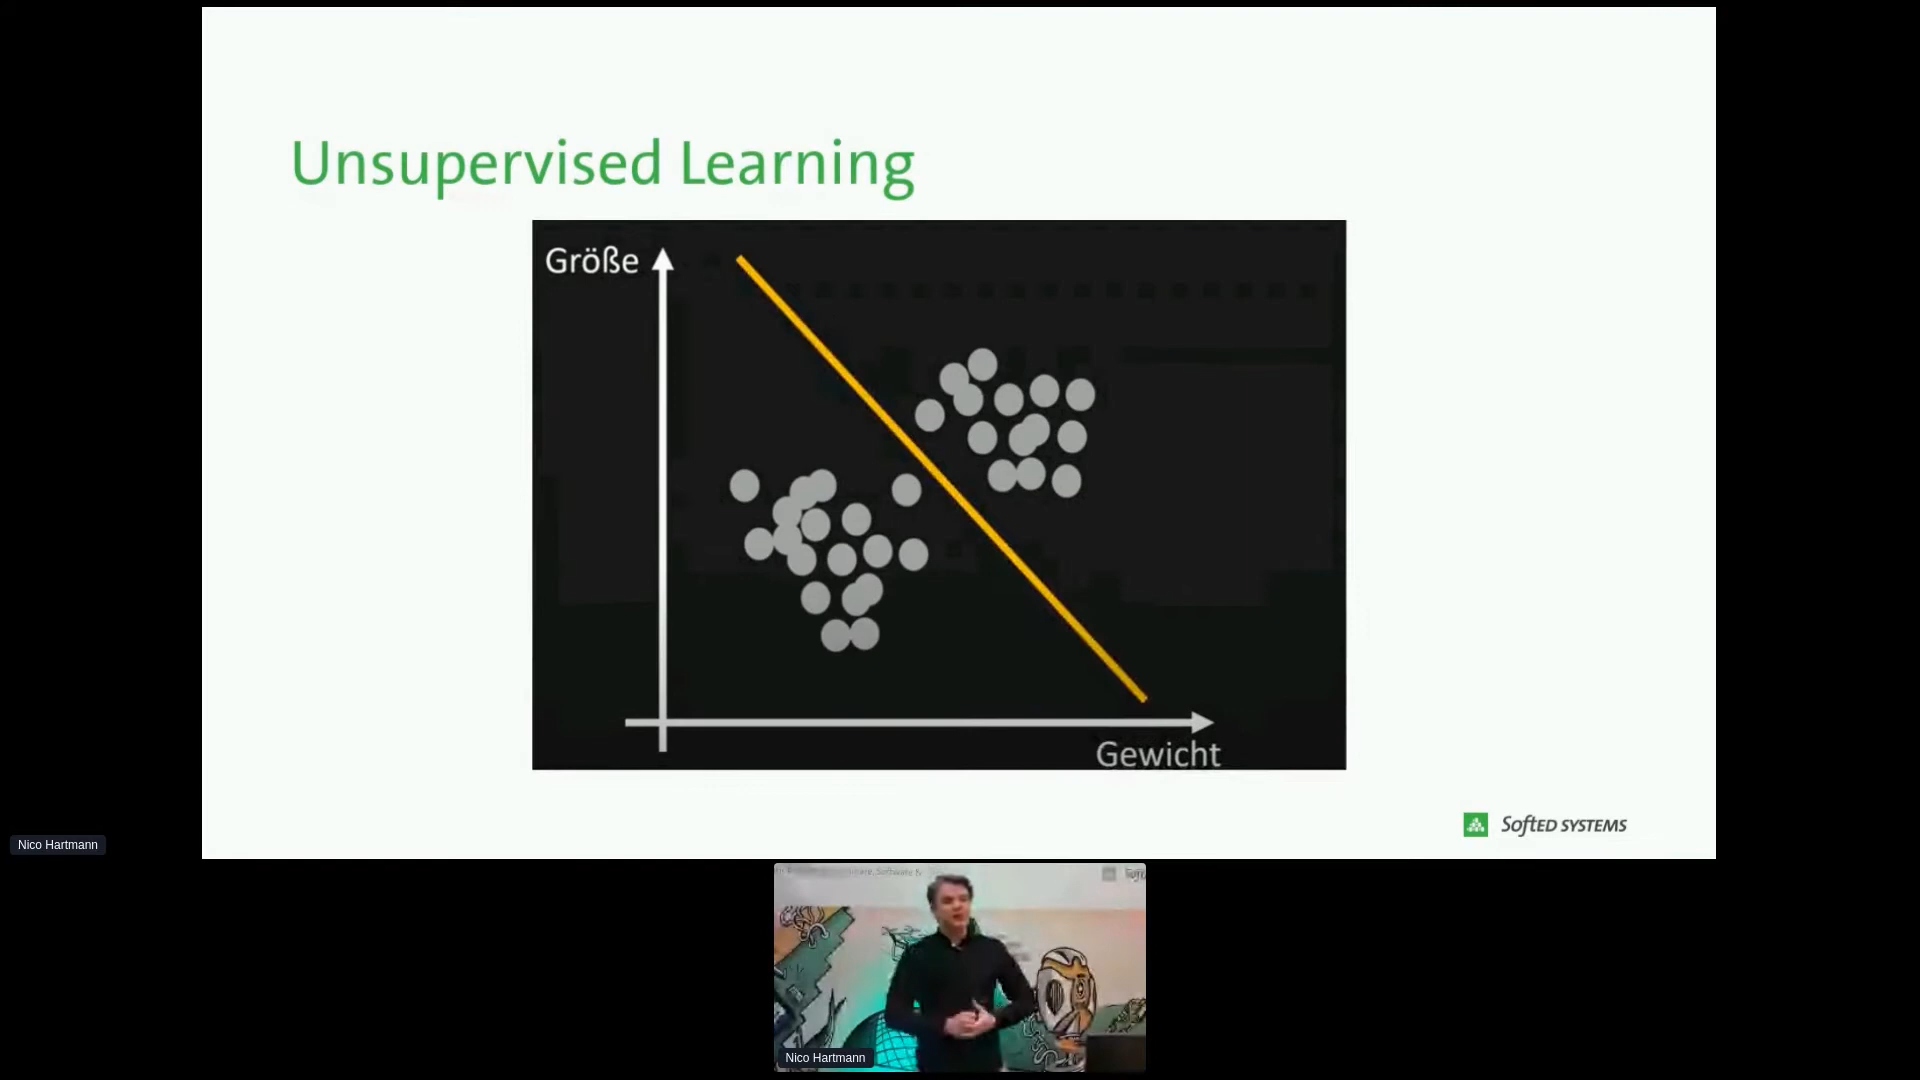 Unsupervised Learning
Größe
Gewicht
SoftED SYSTEMS
Nico Hartmann
Nico Hartmann